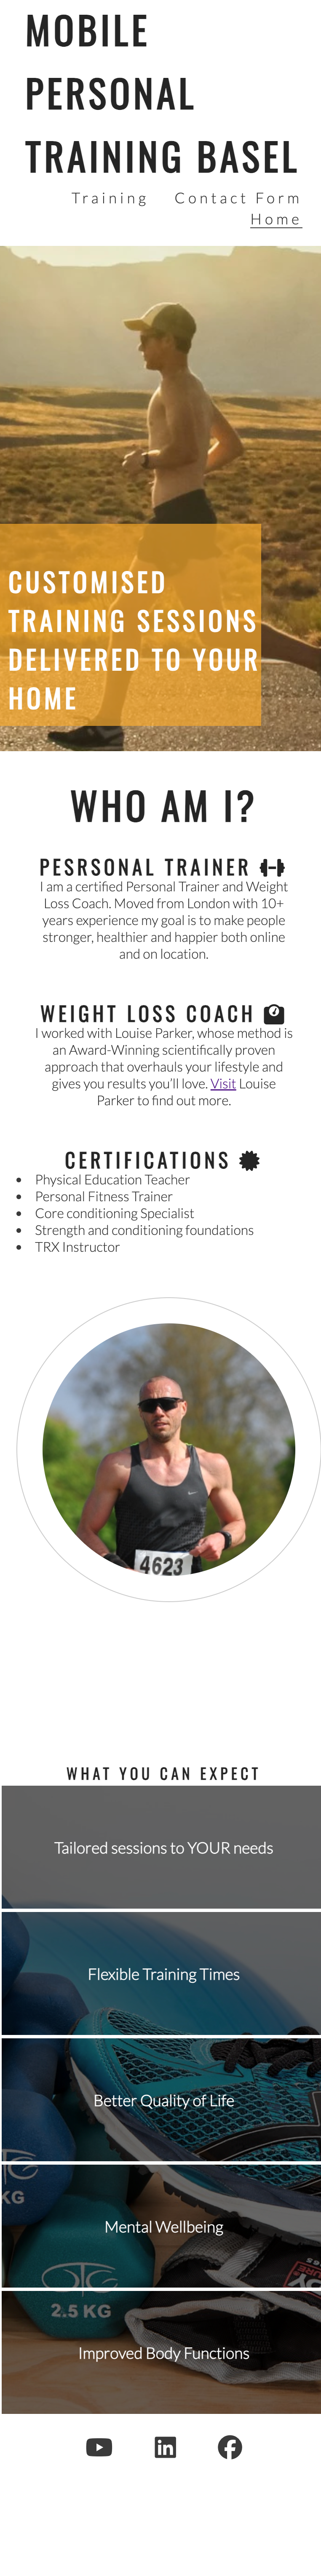 MOBILE
PERSONAL
TRAINING BASEL
Training Contact Form
Home
CUSTOMISED
TRAINING SESSIONS
DELIVERED TO YOUR
HOME
WHO AM I?
PESRSONAL TRAINER
I am a certified Personal Trainer and Weight
Loss Coach. Moved from London with 10+
years experience my goal is to make people
stronger, healthier and happier both online
and on location.
WEIGHT LOSS COACH
I worked with Louise Parker, whose method is
an Award-Winning scientifically proven
approach that overhauls your lifestyle and
gives you results you'll love. Visit Louise
Parker to find out more.
CERTIFICATIONS
• Physical Education Teacher
• Personal Fitness Trainer
• Core conditioning Specialist
• Strength and conditioning foundations
• TRX Instructor
4623
WHAT YOU CAN EXPECT
Tailored sessions to YOUR needs
Flexible Training Times
Better Quality of Life
KG
Mental Wellbeing
2.5 KG
Improved Body Functions
in